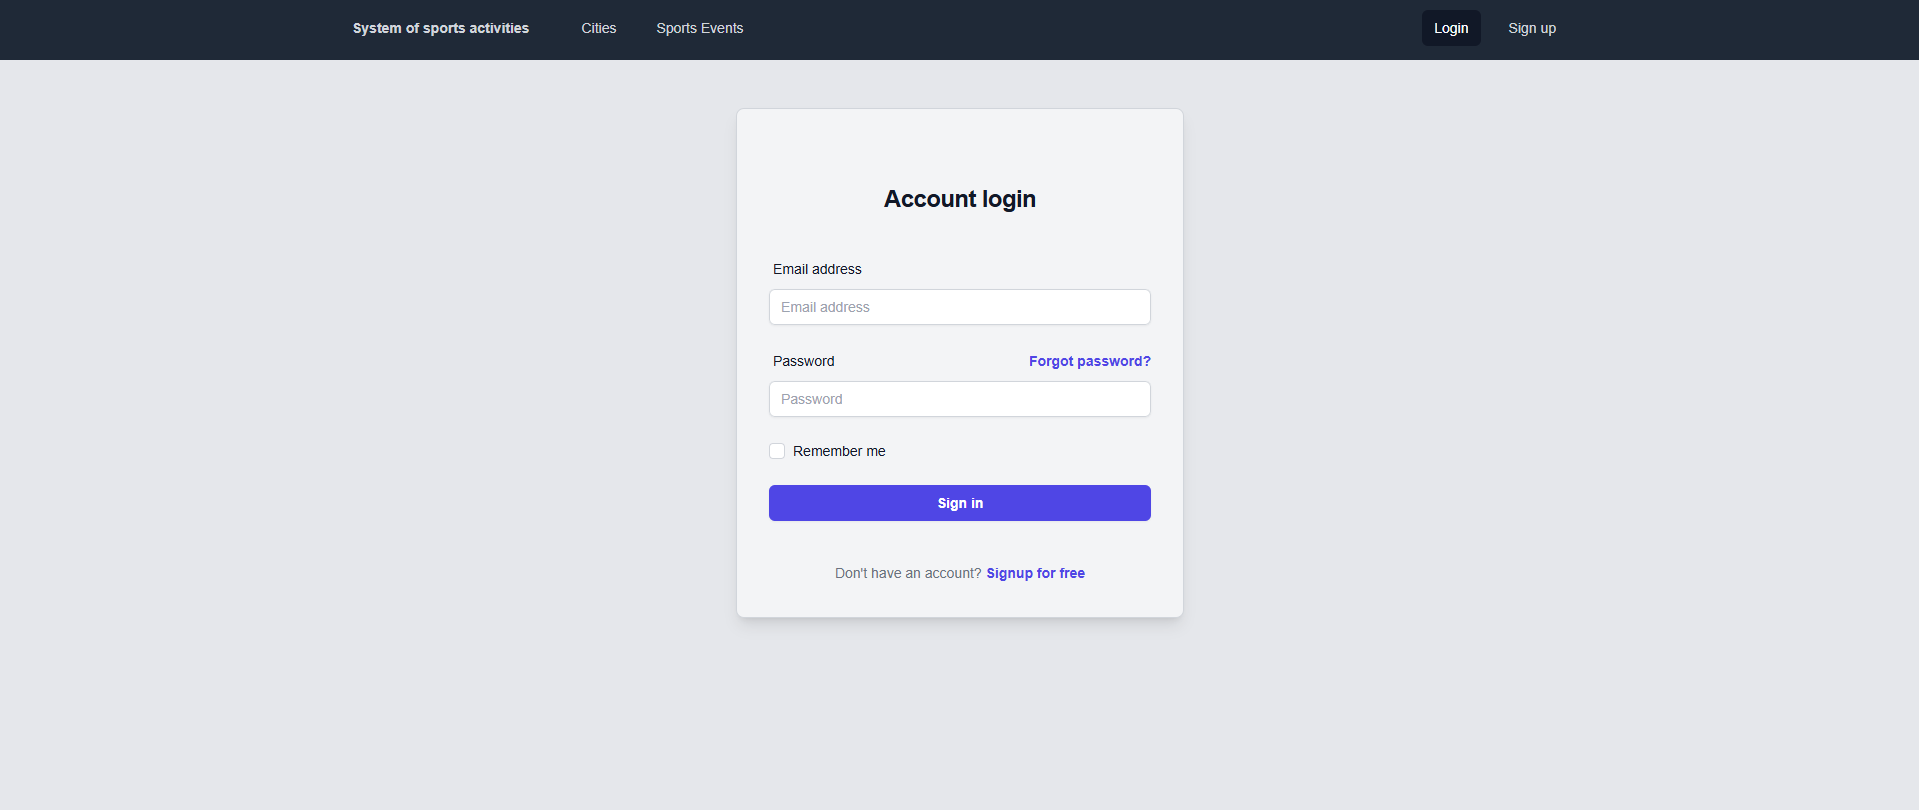 System of sports activities Cities Sports Events Login Sign up
Account login
Email address
Email address
Password Forgot password?
Password
Remember me
Sign in
Don't have an account? Signup for free